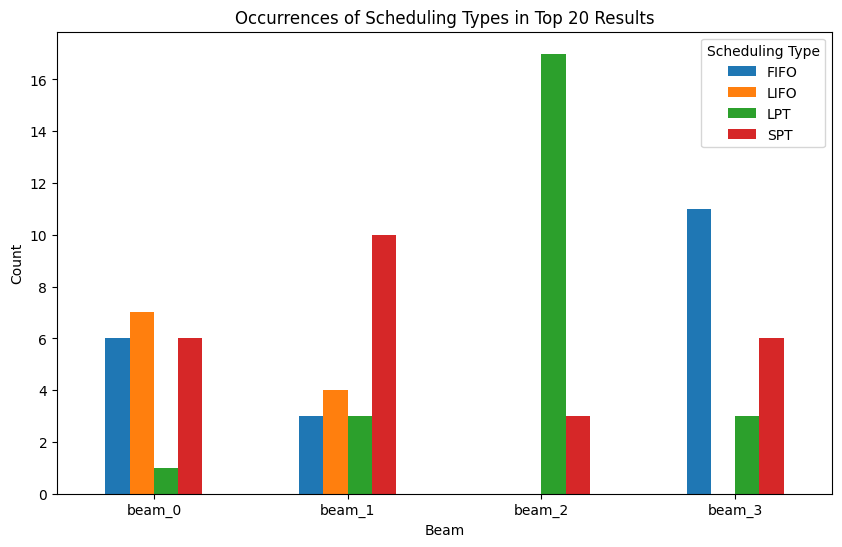 Occurrences of Scheduling Types in Top 20 Results
Scheduling Type
FIFO
LIFO
LPT
SPT
Count
16
14
12
10
8
6
4
2
0
beam_0
beam_1
beam_2
beam_3
Beam